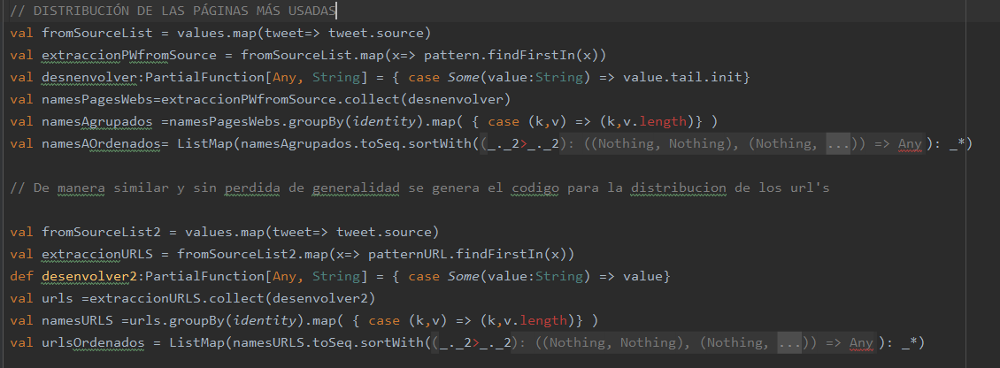 // DISTRIBUCIÓN DE LAS PÁGINAS MÁS USADAS
val fromSourceList = values.map(tweet=> tweet.source)
val extraccionPWfromSource = fromSourceList.map(x=> pattern.findFirstIn(x))
val desnenvolver:PartialFunction[Any, String] = { case Some(value:String) => value.tail.init}
val namesPagesWebs=extraccionPWfromSource.collect(desnenvolver)
val namesAgrupados =namesPagesWebs.groupBy(identity).map( { case (k,v) => (k,v.length)} )
val namesAOrdenados= ListMap(namesAgrupados.toSeq.sortWith((_._2>_._2): ((Nothing, Nothing), (Nothing, ...)) => Any ): _*)
// De manera similar y sin perdida de generalidad se genera el codigo para la distribucion de los url's
val fromSourceList2 = values.map(tweet=> tweet.source)
val extraccionURLS = fromSourceList2.map(x=> patternURL.findFirstIn(x))
def desenvolver2:PartialFunction[Any, String] = { case Some(value:String) => value}
val urls =extraccionURLS.collect(desenvolver2)
val namesURLS =urls.groupBy(identity).map( { case (k,v) => (k,v.length)} )
val urlsOrdenados = ListMap(namesURLS.toSeq.sortWith((_._2>_._2): ((Nothing, Nothing), (Nothing, ...)) => Any ): _*)